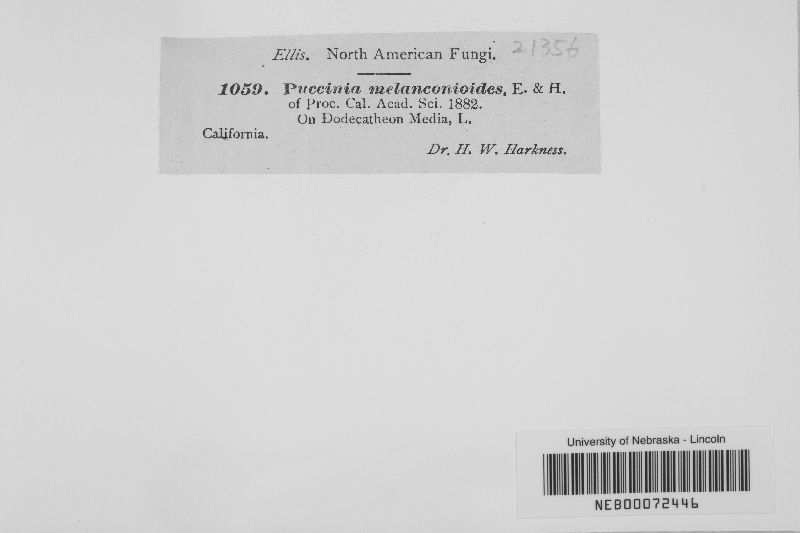 Ellis. North American Fungi. 21356
1059. Puccinia melanconioides, E. & H.
of Proc. Cal. Acad. Sci. 1882.
On Dodecatheon Media, L.
California.
Dr. H. W. Harkness.
University of Nebraska - Lincoln
NEB00072446